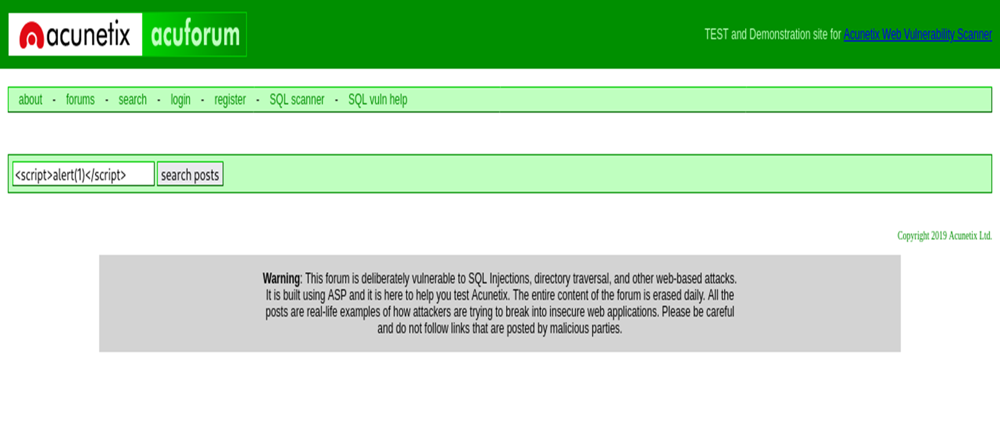 acunetix acuforum
TEST and Demonstration site for Acunetix Web Vulnerability Scanner
about - forums - search - login - register - SQL scanner - SQL vuln help
<script>alert(1)</script> search posts
Copyright 2019 Acunetix Ltd.
Warning: This forum is deliberately vulnerable to SQL Injections, directory traversal, and other web-based attacks.
It is built using ASP and it is here to help you test Acunetix. The entire content of the forum is erased daily. All the
posts are real-life examples of how attackers are trying to break into insecure web applications. Please be careful
and do not follow links that are posted by malicious parties.